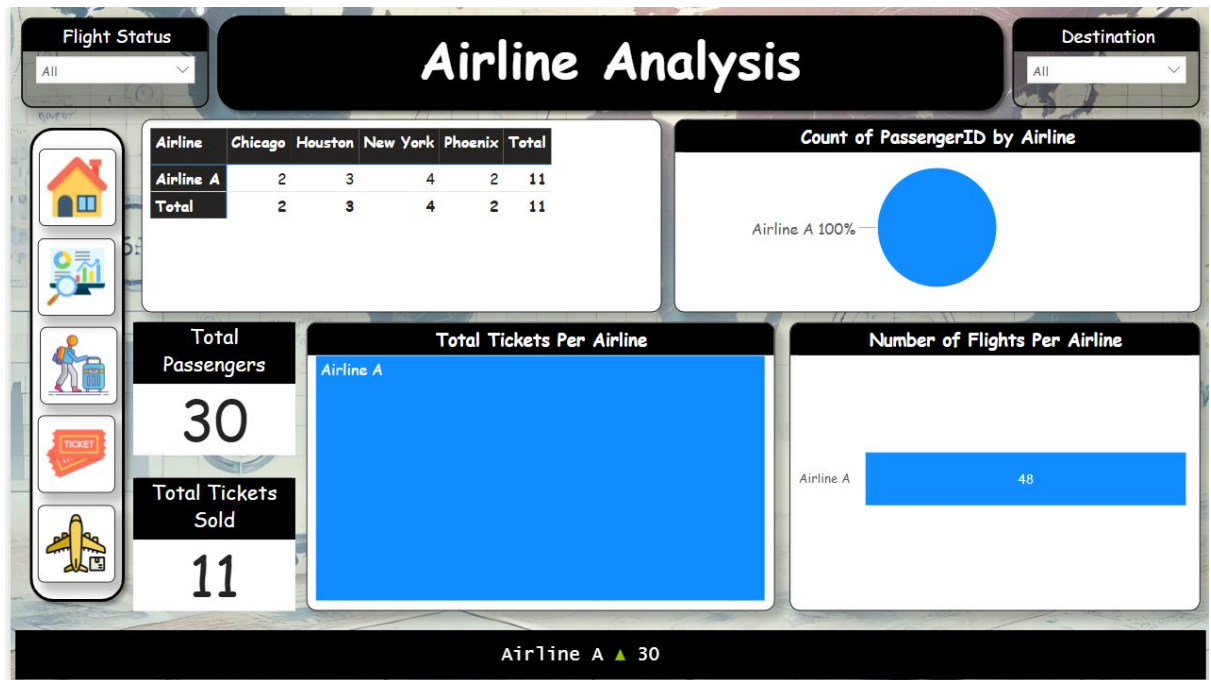 Flight Status
All
Airline Analysis
Destination
All
Airline Chicago Houston New York Phoenix Total
Airline A 2 3 4 2 11
Total 2 3 4 2 11
Count of PassengerID by Airline
Airline A 100%
TICKET
Total
Passengers
30
Total Tickets Per Airline
Airline A
Number of Flights Per Airline
Airline A 48
Total Tickets
Sold
11
Airline A ▲ 30